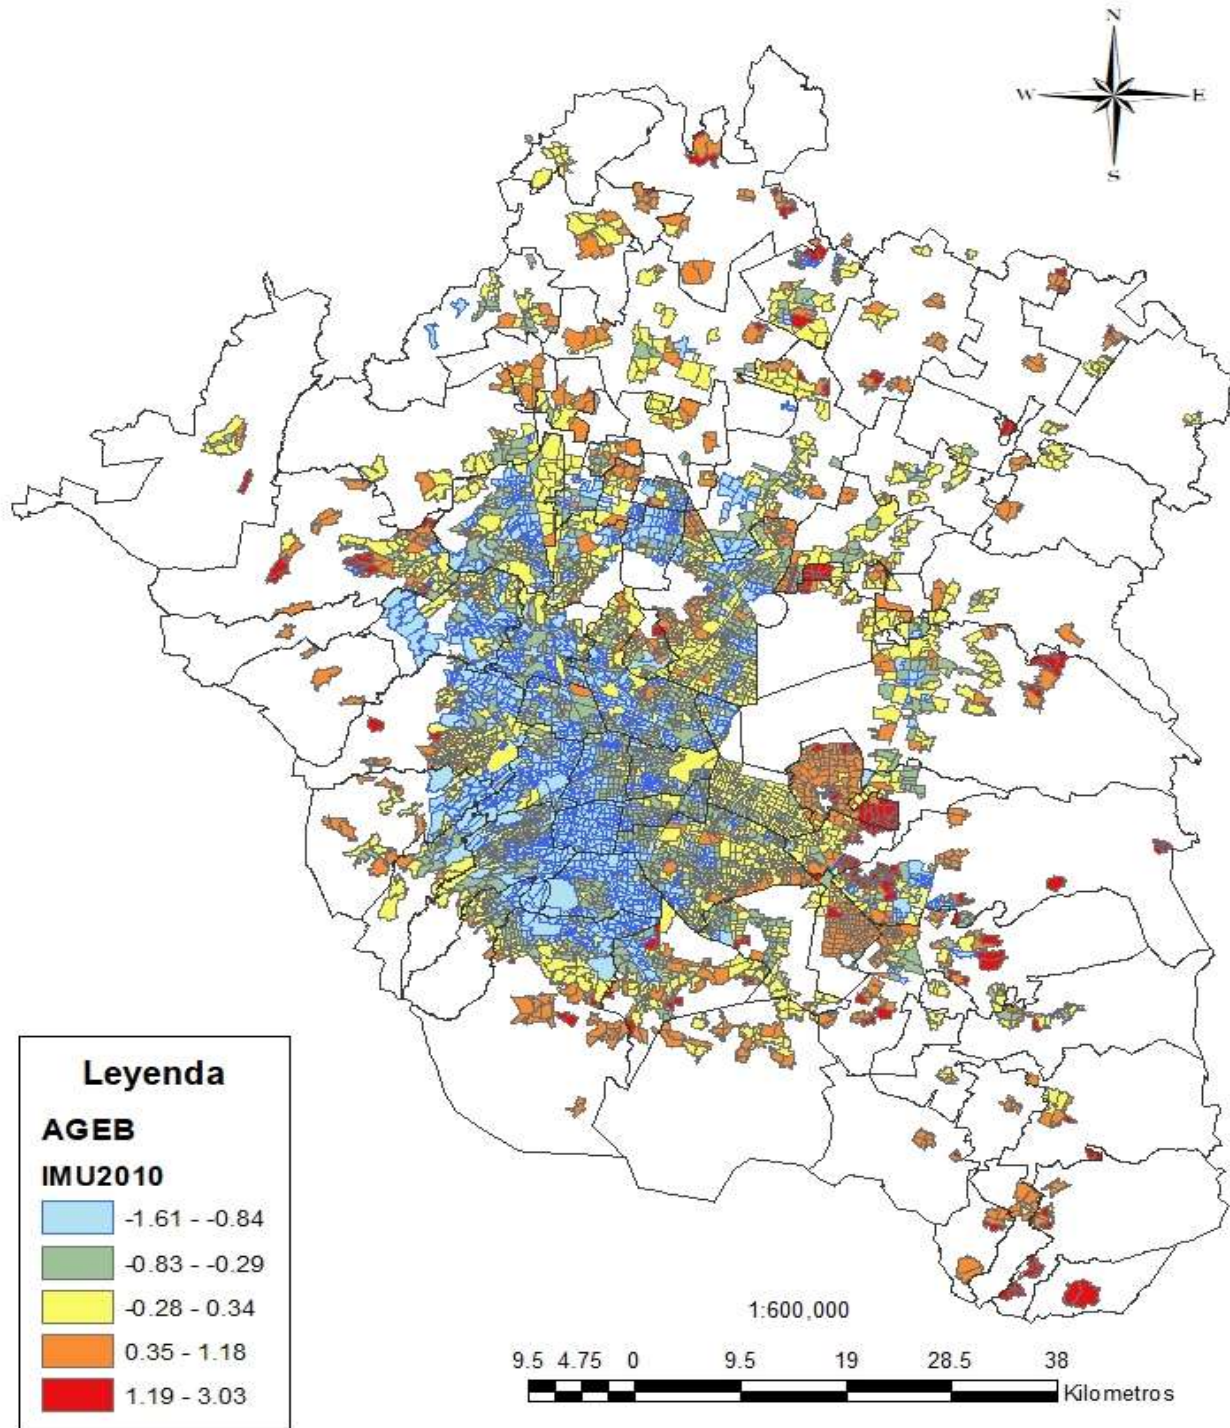 N
W E
S
Leyenda
AGEB
IMU2010
-1.61 - -0.84
-0.83 - -0.29
-0.28 - 0.34
0.35 - 1.18
1.19 - 3.03
1:600,000
9.5 4.75 0 9.5 19 28.5 38
Kilometros